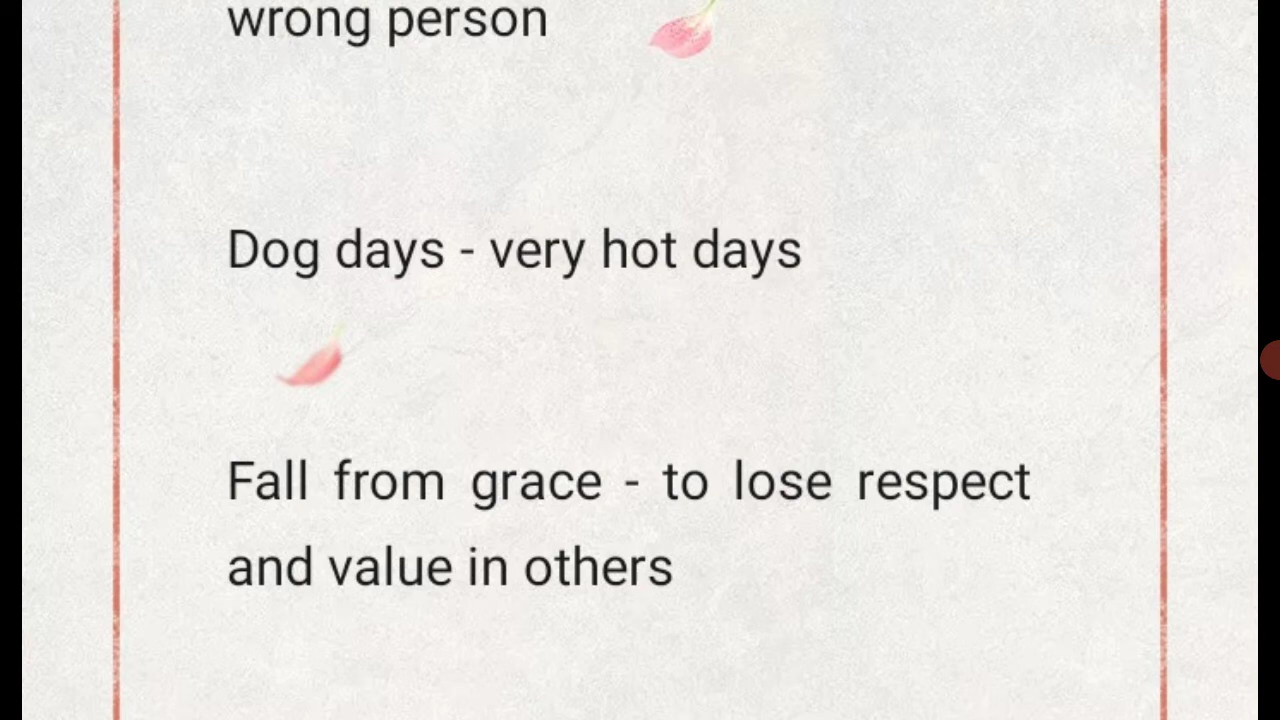 wrong person
Dog days - very hot days
Fall from grace - to lose respect
and value in others